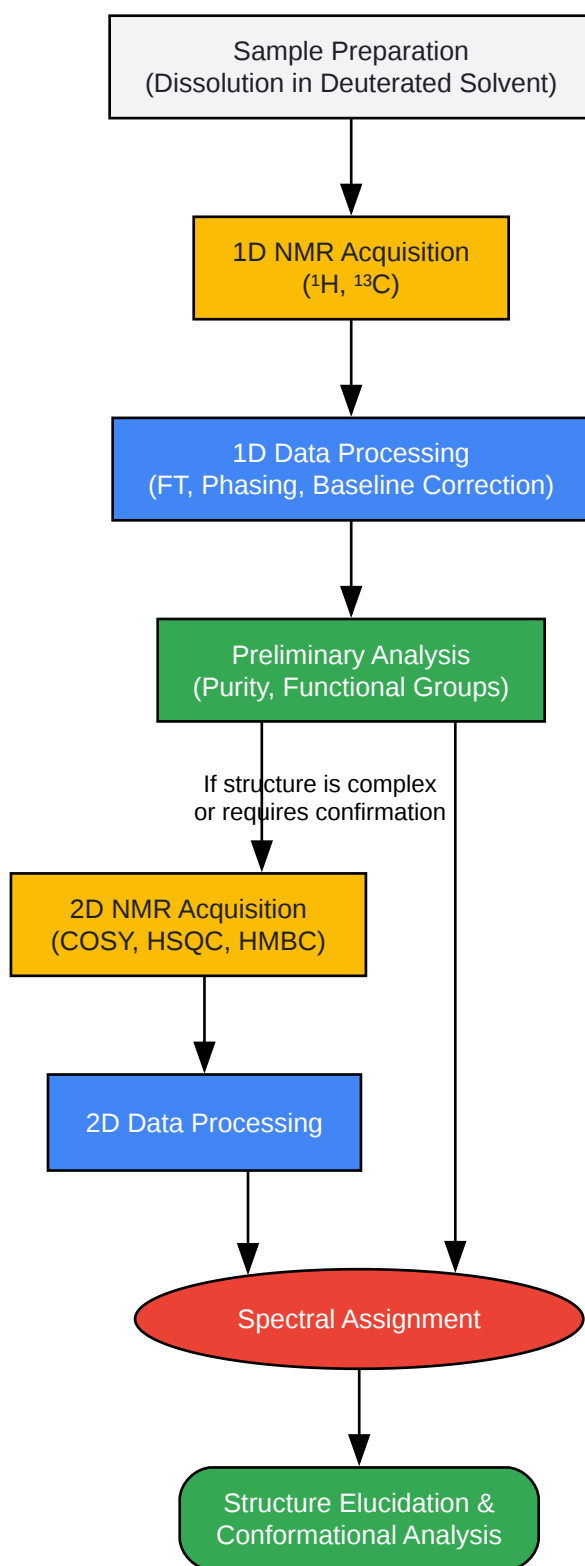 Sample Preparation
(Dissolution in Deuterated Solvent)
1D NMR Acquisition
(¹H, ¹³C)
1D Data Processing
(FT, Phasing, Baseline Correction)
Preliminary Analysis
(Purity, Functional Groups)
If structure is complex
or requires confirmation
2D NMR Acquisition
(COSY, HSQC, HMBC)
2D Data Processing
Spectral Assignment
Structure Elucidation &
Conformational Analysis